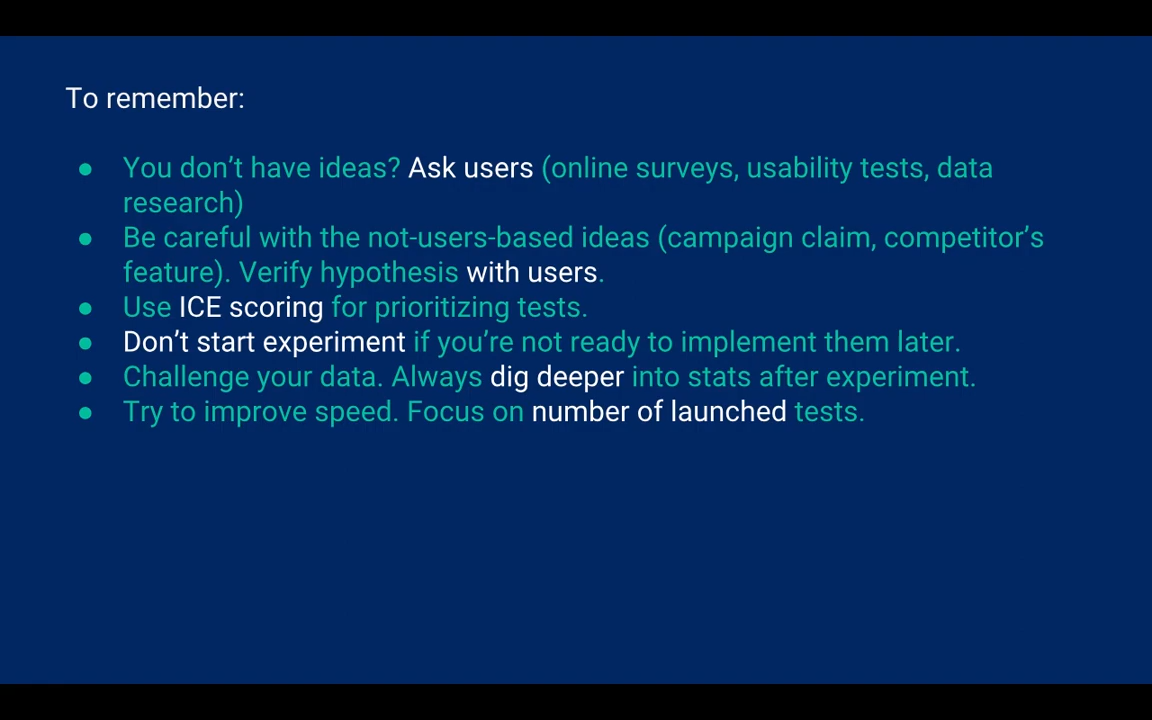 To remember:
● You don’t have ideas? Ask users (online surveys, usability tests, data
research)
● Be careful with the not-users-based ideas (campaign claim, competitor’s
feature). Verify hypothesis with users.
● Use ICE scoring for prioritizing tests.
● Don’t start experiment if you’re not ready to implement them later.
● Challenge your data. Always dig deeper into stats after experiment.
● Try to improve speed. Focus on number of launched tests.